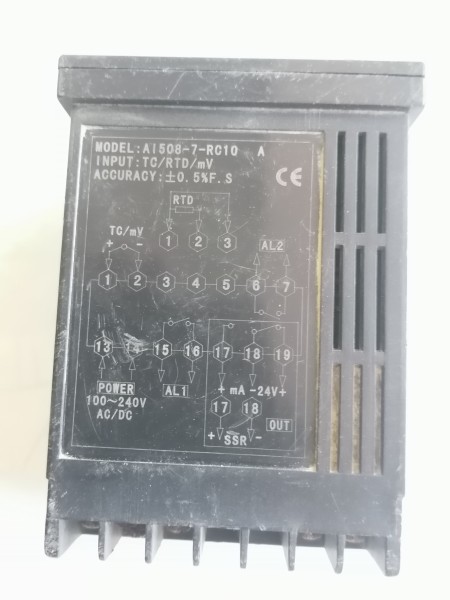 MODEL:AI508-7-RC10 A
INPUT:TC/RTD/mV
ACCURACY:±0.5%F.S
CE
RTD
TC/mV
+ -
1 2 3
AL2
1 2 3 4 5 6 7
13 14 15 16 17 18 19
POWER
AL1
+ mA -24V+
100~240V
17 18
AC/DC
OUT
+ SSR -